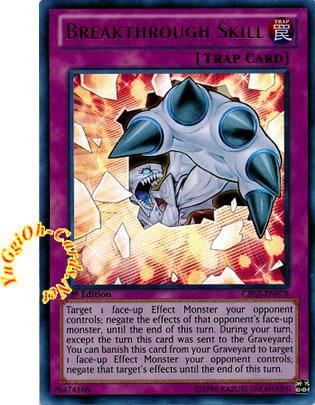 BREAKTHROUGH SKILL
TRAP
罠
[TRAP CARD]
YuGgiOh-Cards.Net
1st Edition
CBLZ-EN078
Target 1 face-up Effect Monster your opponent
controls; negate the effects of that opponent's face-up
monster, until the end of this turn. During your turn,
except the turn this card was sent to the Graveyard:
You can banish this card from your Graveyard to target
1 face-up Effect Monster your opponent controls;
negate that target's effects until the end of this turn.
78474168
©1996 KAZUKI TAKAHASHI